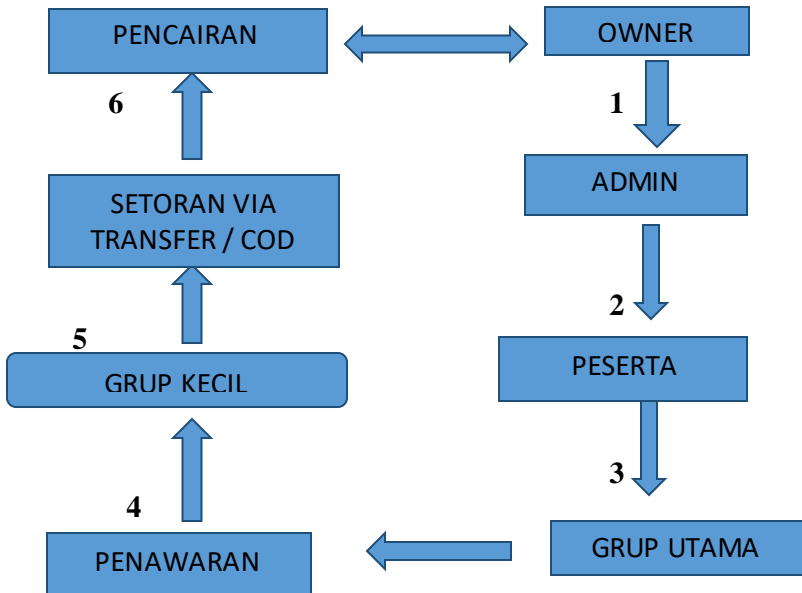 PENCAIRAN
OWNER
6
1
ADMIN
SETORAN VIA
TRANSFER / COD
2
5
PESERTA
GRUP KECIL
3
4
GRUP UTAMA
PENAWARAN